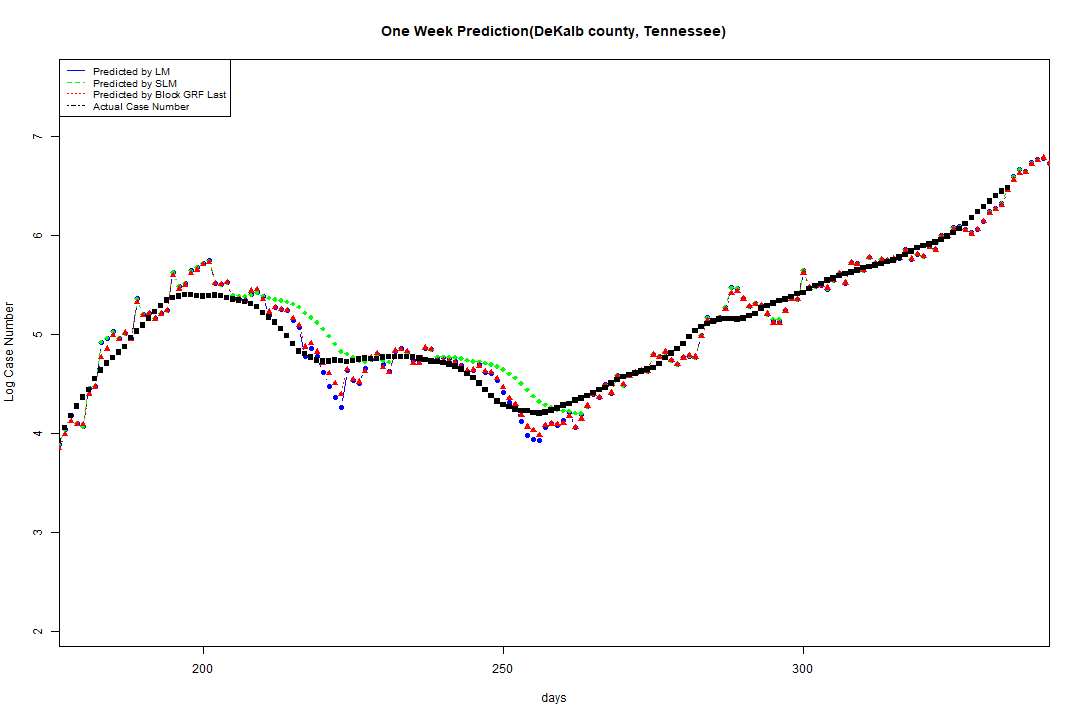 One Week Prediction(DeKalb county, Tennessee)
Predicted by LM
Predicted by SLM
Predicted by Block GRF Last
Actual Case Number
7
6
5
4
3
2
Log Case Number
200
250
300
days